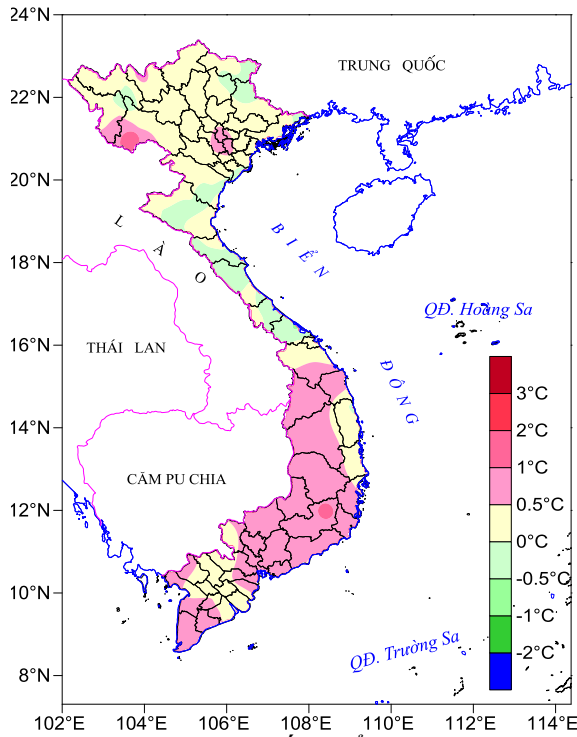 24°N
22°N
20°N
18°N
16°N
14°N
12°N
10°N
8°N
TRUNG QUỐC
LÀO
BIỂN
ĐÔNG
QĐ. Hoàng Sa
THÁI LAN
CĂM PU CHIA
QĐ. Trường Sa
3°C
2°C
1°C
0.5°C
0°C
-0.5°C
-1°C
-2°C
102°E
104°E
106°E
108°E
110°E
112°E
114°E